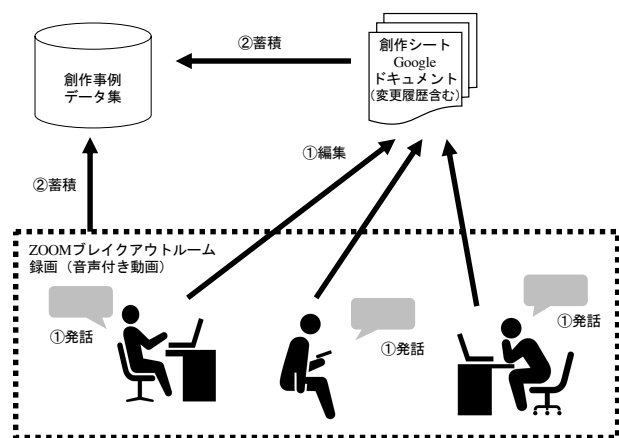 ②蓄積
創作シート
Google
ドキュメント
(変更履歴含む)
創作事例
データ集
①編集
②蓄積
ZOOMブレイクアウトルーム
録画（音声付き動画）
①発話
①発話
①発話